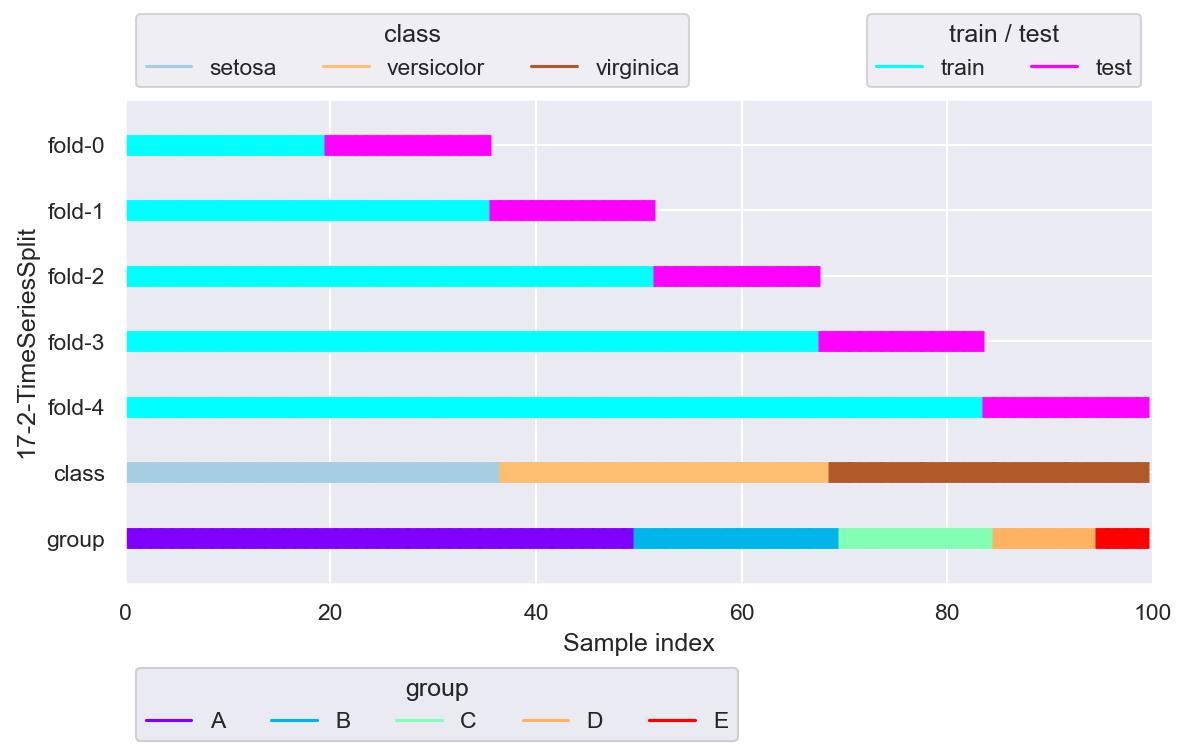 class
setosa versicolor virginica
train / test
train test
17-2-TimeSeriesSplit
fold-0
fold-1
fold-2
fold-3
fold-4
class
group
0 20 40 60 80 100
Sample index
group
A B C D E